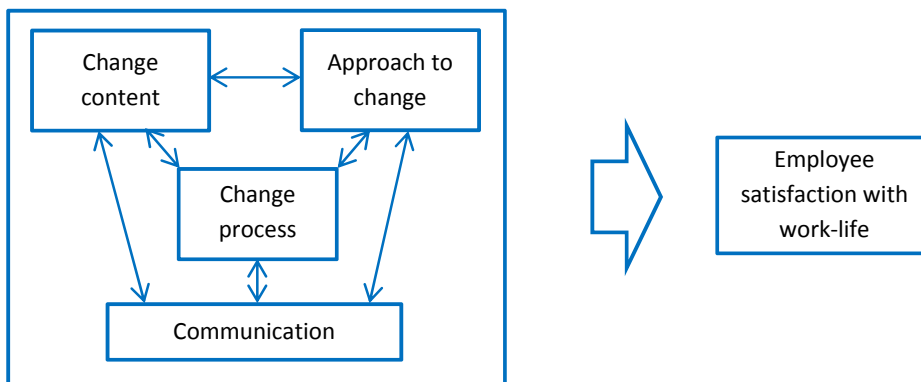 Change
content
Approach to
change
Change
process
Communication
Employee
satisfaction with
work-life